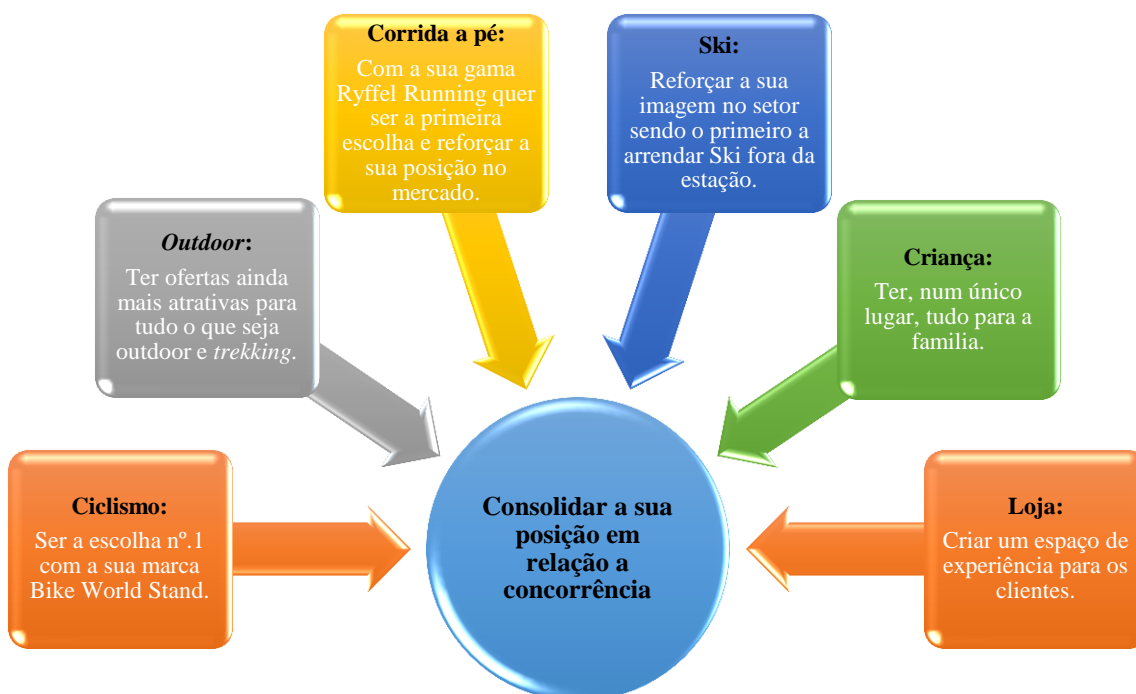 Corrida a pé:
Com a sua gama
Ryffel Running quer
ser a primeira
escolha e reforçar a
sua posição no
mercado.
Ski:
Reforçar a sua
imagem no setor
sendo o primeiro a
arrendar Ski fora da
estação.
Outdoor:
Ter ofertas ainda
mais atrativas para
tudo o que seja
outdoor e trekking.
Criança:
Ter, num único
lugar, tudo para a
familia.
Ciclismo:
Ser a escolha nº.1
com a sua marca
Bike World Stand.
Consolidar a sua
posição em
relação a
concorrência
Loja:
Criar um espaço de
experiência para os
clientes.